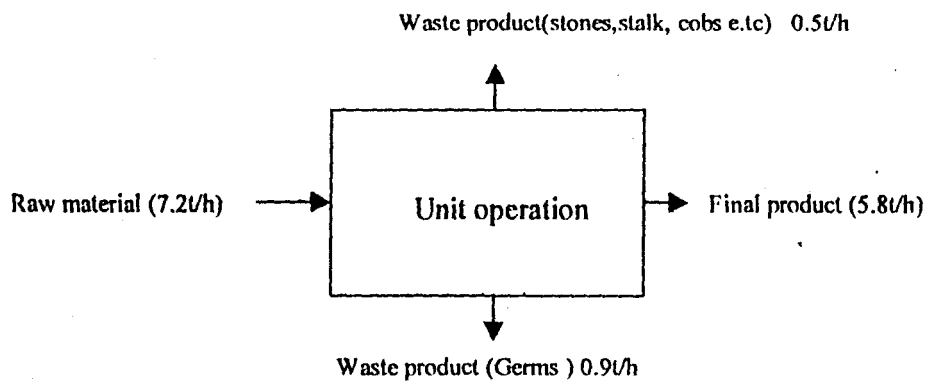 Waste product(stones,stalk, cobs e.tc) 0.5t/h
Raw material (7.2t/h)
Unit operation
Final product (5.8t/h)
Waste product (Germs ) 0.9t/h